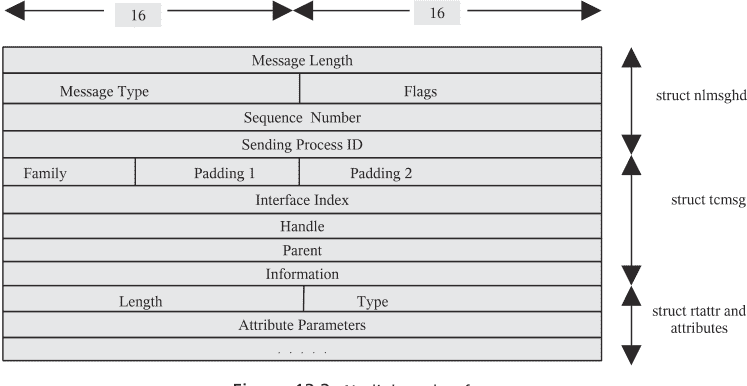 16
16
Message Length
Message Type
Flags
struct nlmsghd
Sequence Number
Sending Process ID
Family
Padding 1
Padding 2
Interface Index
struct tcmsg
Handle
Parent
Information
Length
Type
struct rtattr and
attributes
Attribute Parameters
. . . . .